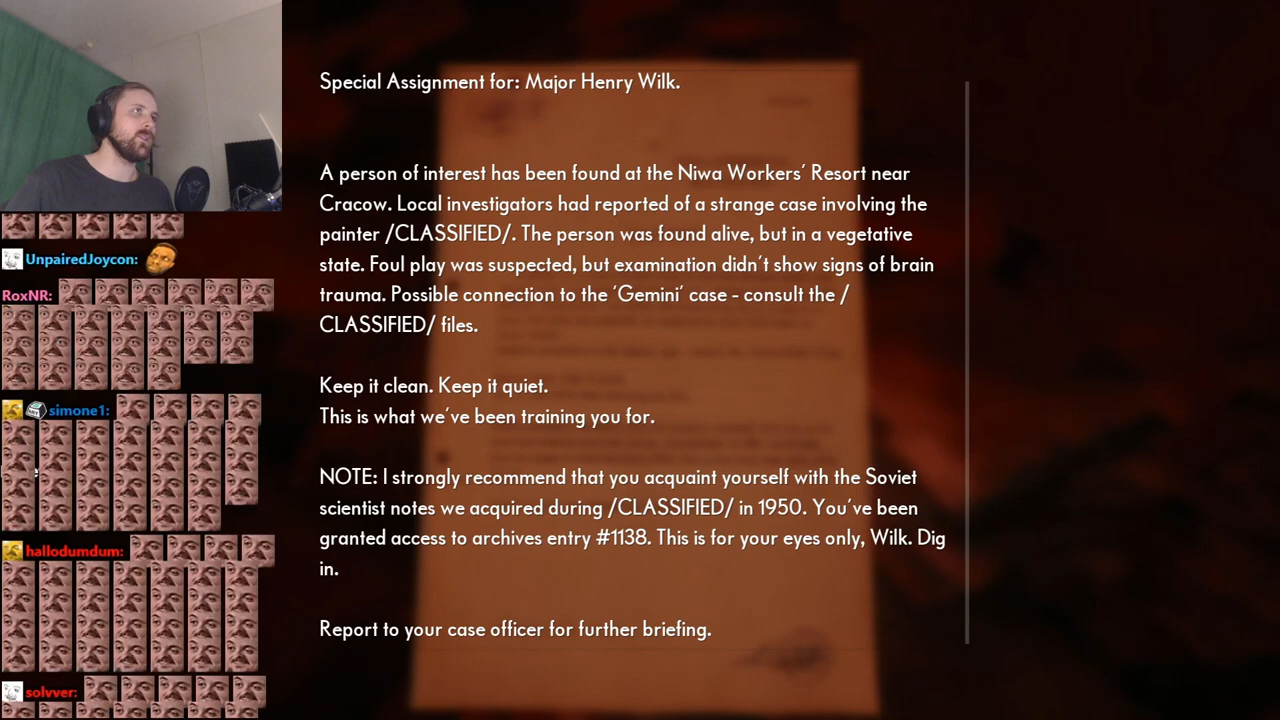 Special Assignment for: Major Henry Wilk.
A person of interest has been found at the Niwa Workers' Resort near
Cracow. Local investigators had reported of a strange case involving the
painter /CLASSIFIED/. The person was found alive, but in a vegetative
state. Foul play was suspected, but examination didn't show signs of brain
trauma. Possible connection to the 'Gemini' case - consult the /
CLASSIFIED/ files.
Keep it clean. Keep it quiet.
This is what we've been training you for.
NOTE: I strongly recommend that you acquaint yourself with the Soviet
scientist notes we acquired during /CLASSIFIED/ in 1950. You've been
granted access to archives entry #1138. This is for your eyes only, Wilk. Dig
in.
Report to your case officer for further briefing.
UnpairedJoycon:
RoxNR:
simone1:
hallodumdum:
solvver: